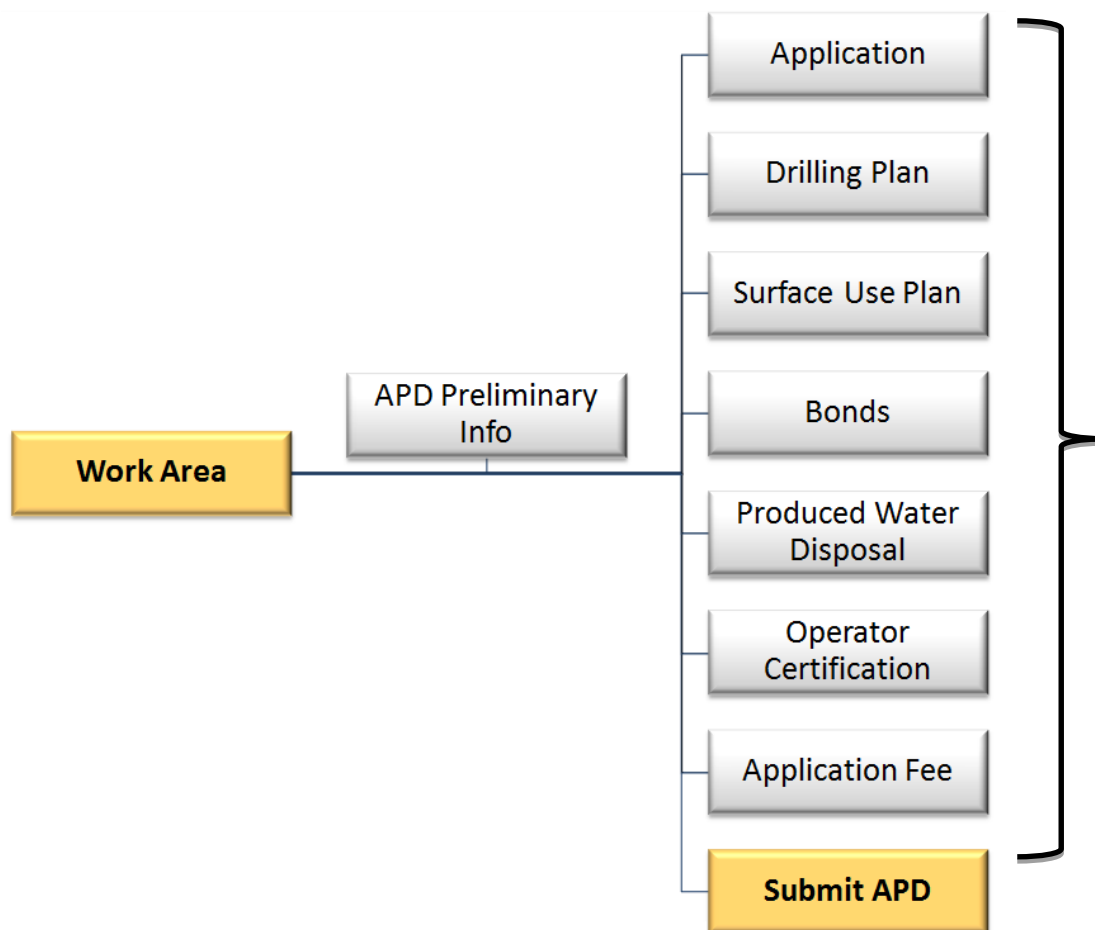 Application
Drilling Plan
Surface Use Plan
APD Preliminary
Info
Bonds
Work Area
Produced Water
Disposal
Operator
Certification
Application Fee
Submit APD